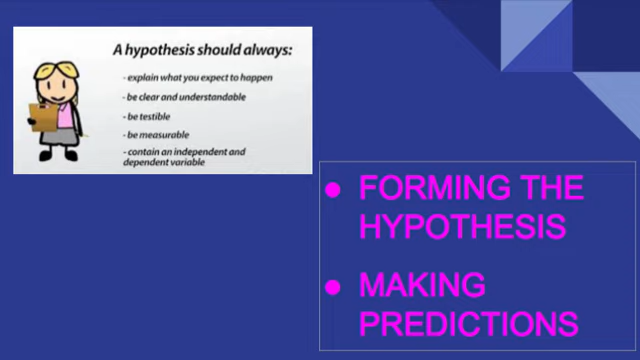 A hypothesis should always:
- explain what you expect to happen
- be clear and understandable
- be testible
- be measurable
- contain an independent and
dependent variable
● FORMING THE
HYPOTHESIS
● MAKING
PREDICTIONS